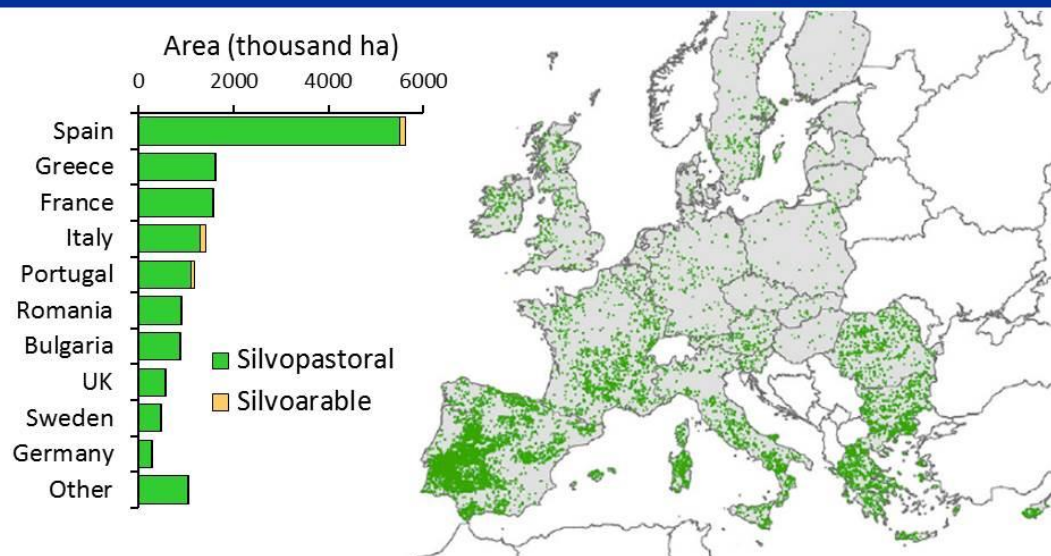 Area (thousand ha)
0 2000 4000 6000
Spain
Greece
France
Italy
Portugal
Romania
Bulgaria
UK
Sweden
Germany
Other
Silvopastoral
Silvoarable